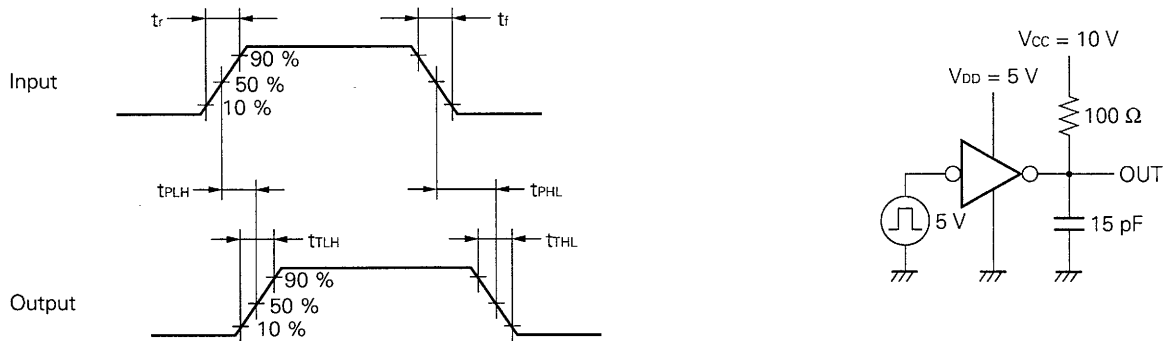 tr
tf
90 %
50 %
10 %
Input
tPLH
tPHL
tTLH
tTHL
90 %
50 %
10 %
Output
VCC = 10 V
VDD = 5 V
100 Ω
OUT
5 V
15 pF